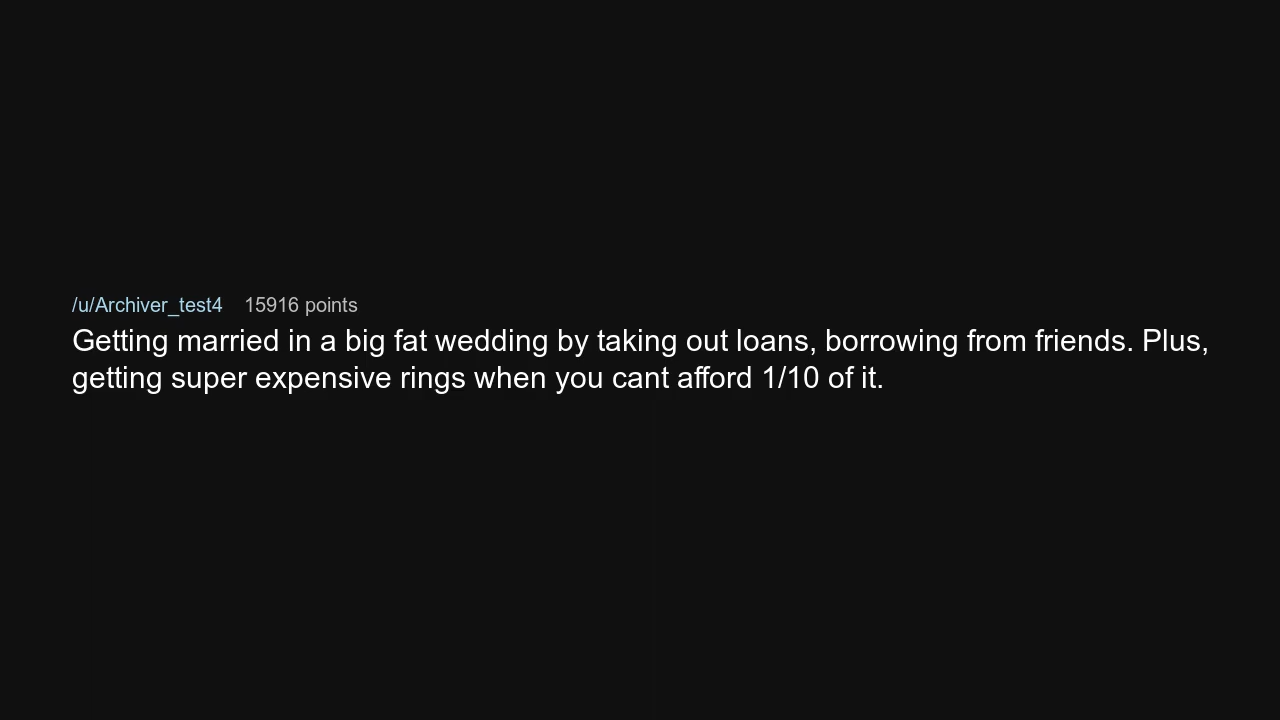 /u/Archiver_test4 15916 points
Getting married in a big fat wedding by taking out loans, borrowing from friends. Plus,
getting super expensive rings when you cant afford 1/10 of it.